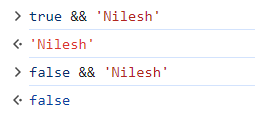 > true && 'Nilesh'
<· 'Nilesh'
> false && 'Nilesh'
<· false